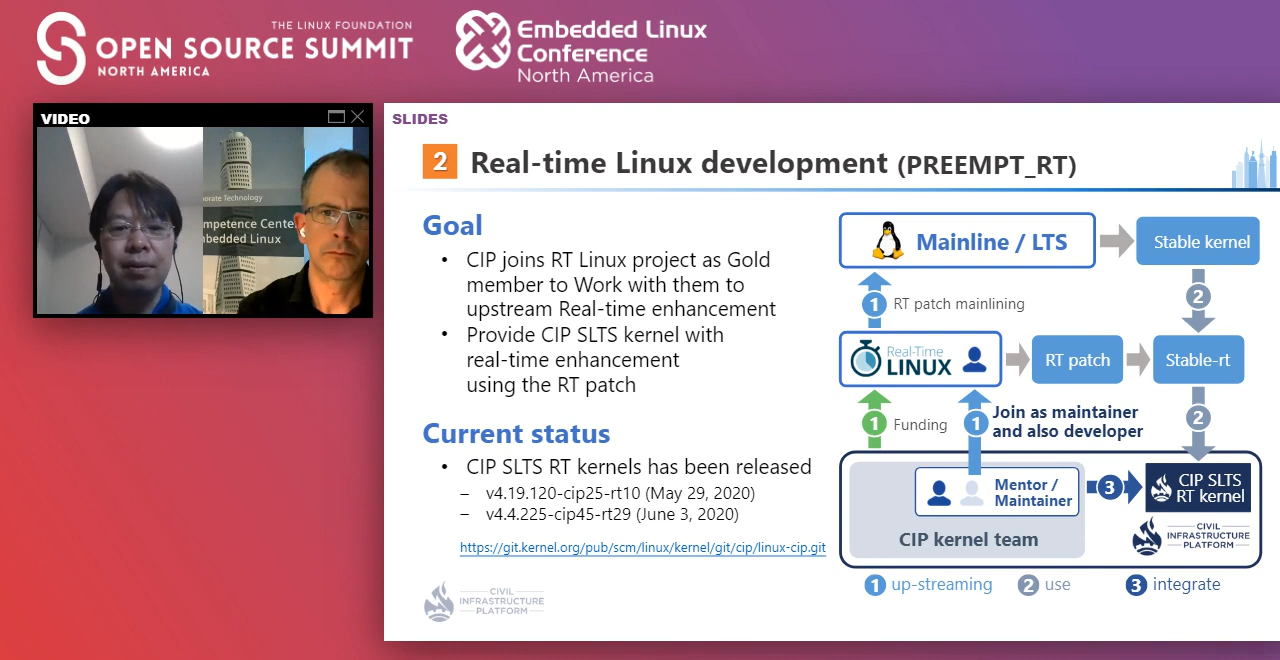 THE LINUX FOUNDATION
OPEN SOURCE SUMMIT
NORTH AMERICA
Embedded Linux
Conference
North America
VIDEO
orate Technology
mpetence Cente
mbedded Linux
SLIDES
2 Real-time Linux development (PREEMPT_RT)
Goal
• CIP joins RT Linux project as Gold
member to Work with them to
upstream Real-time enhancement
• Provide CIP SLTS kernel with
real-time enhancement
using the RT patch
Current status
• CIP SLTS RT kernels has been released
– v4.19.120-cip25-rt10 (May 29, 2020)
– v4.4.225-cip45-rt29 (June 3, 2020)
https://git.kernel.org/pub/scm/linux/kernel/git/cip/linux-cip.git
CIVIL
INFRASTRUCTURE
PLATFORM
Mainline / LTS
Stable kernel
1 RT patch mainlining
2
Real-Time
LINUX
RT patch
Stable-rt
1 Funding
1 Join as maintainer
and also developer
2
Mentor /
Maintainer
3
CIP SLTS
RT kernel
CIP kernel team
CIVIL
INFRASTRUCTURE
PLATFORM
1 up-streaming
2 use
3 integrate